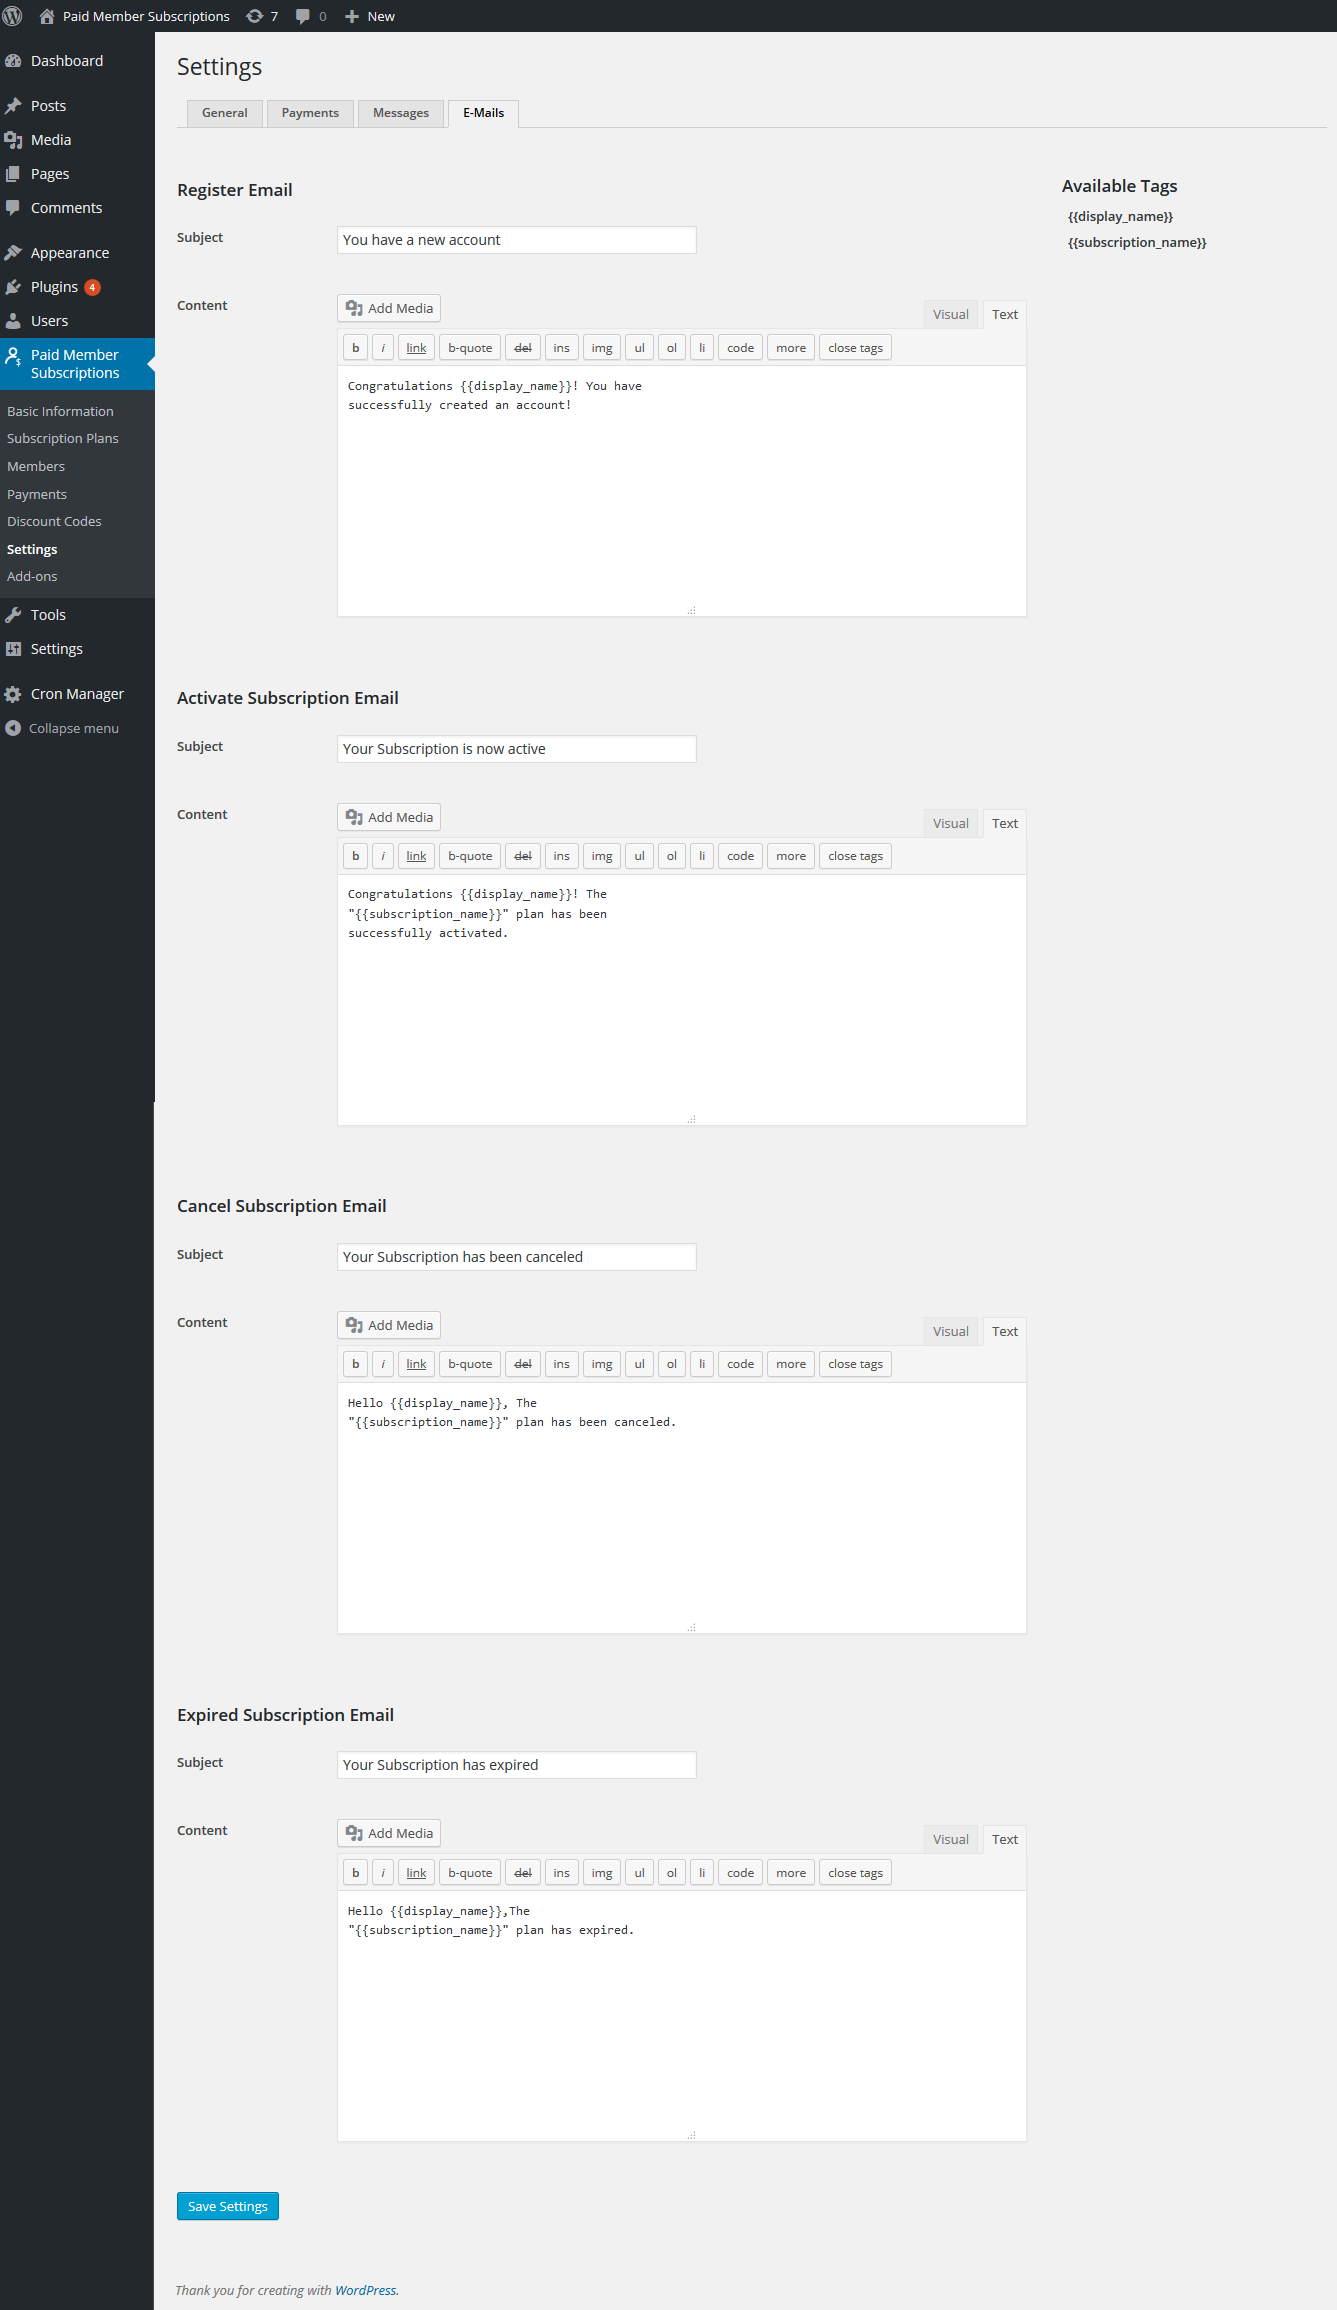 Paid Member Subscriptions 7 0 New
Dashboard
Posts
Media
Pages
Comments
Appearance
Plugins 4
Users
Paid Member
Subscriptions
Basic Information
Subscription Plans
Members
Payments
Discount Codes
Settings
Add-ons
Tools
Settings
Cron Manager
Collapse menu
Settings
General Payments Messages E-Mails
Register Email
Subject You have a new account
Content Add Media Visual Text
b i link b-quote del ins img ul ol li code more close tags
Congratulations {{display_name}}! You have
successfully created an account!
Activate Subscription Email
Subject Your Subscription is now active
Content Add Media Visual Text
b i link b-quote del ins img ul ol li code more close tags
Congratulations {{display_name}}! The
"{{subscription_name}}" plan has been
successfully activated.
Cancel Subscription Email
Subject Your Subscription has been canceled
Content Add Media Visual Text
b i link b-quote del ins img ul ol li code more close tags
Hello {{display_name}}, The
"{{subscription_name}}" plan has been canceled.
Expired Subscription Email
Subject Your Subscription has expired
Content Add Media Visual Text
b i link b-quote del ins img ul ol li code more close tags
Hello {{display_name}},The
"{{subscription_name}}" plan has expired.
Save Settings
Thank you for creating with WordPress.
Available Tags
{{display_name}}
{{subscription_name}}